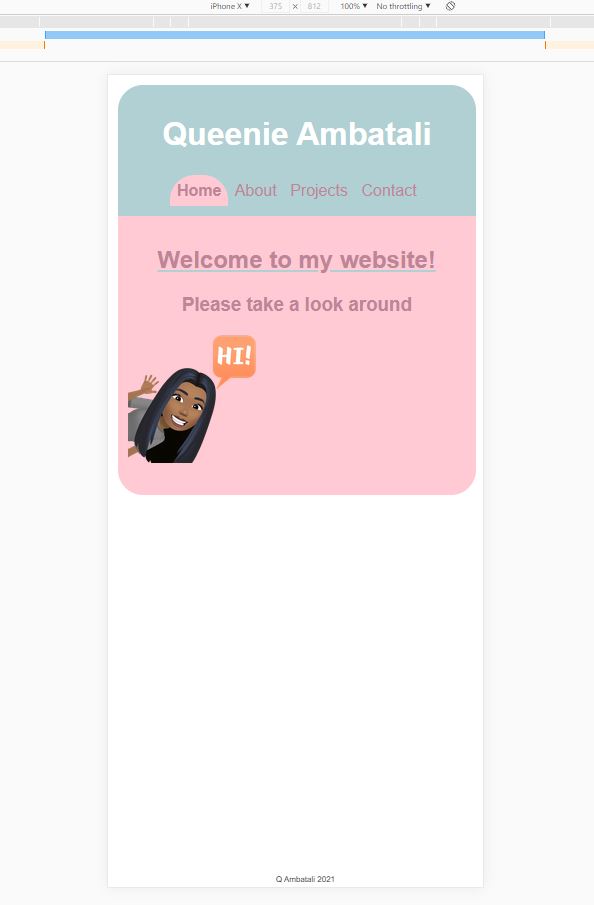 iPhone X ▼ 375 × 812 100% ▼ No throttling ▼
Queenie Ambatali
Home About Projects Contact
Welcome to my website!
Please take a look around
HI!
Q Ambatali 2021